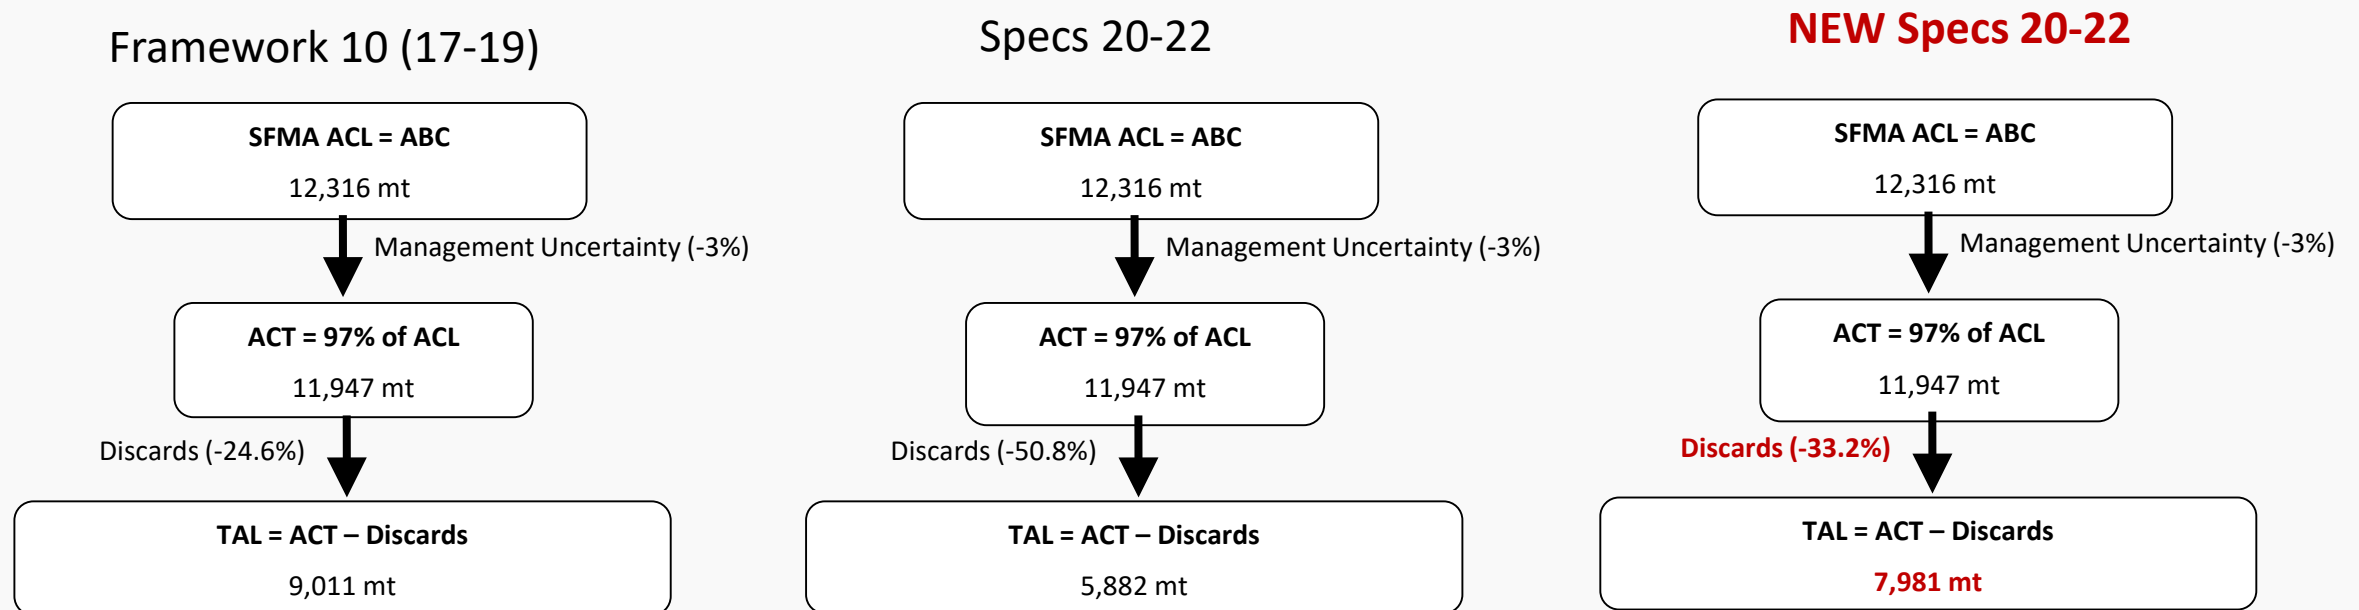 Framework 10 (17-19)
SFMA ACL = ABC
12,316 mt
Management Uncertainty (-3%)
ACT = 97% of ACL
11,947 mt
Discards (-24.6%)
TAL = ACT – Discards
9,011 mt
Specs 20-22
SFMA ACL = ABC
12,316 mt
Management Uncertainty (-3%)
ACT = 97% of ACL
11,947 mt
Discards (-50.8%)
TAL = ACT – Discards
5,882 mt
NEW Specs 20-22
SFMA ACL = ABC
12,316 mt
Management Uncertainty (-3%)
ACT = 97% of ACL
11,947 mt
Discards (-33.2%)
TAL = ACT – Discards
7,981 mt